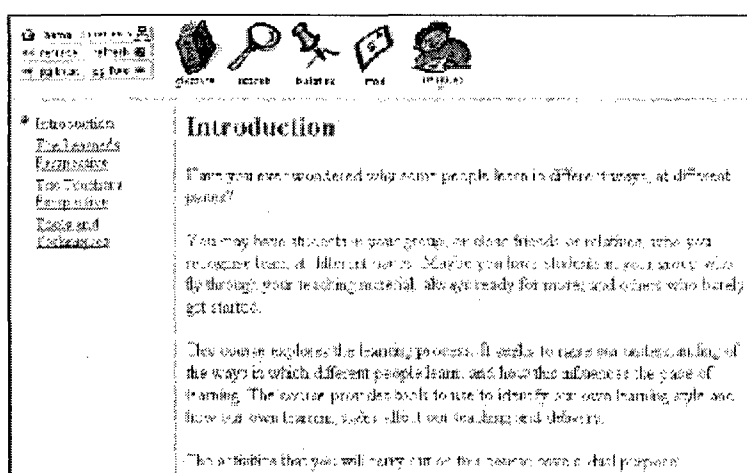 home
refresh
search
bulletin
mail
Introduction
The Learner's
Perspective
The Teacher's
Perspective
Tools and
Techniques
Introduction
Have you ever wondered why some people learn in different ways, at different
paces?
You may have students in your group, or close friends or relatives, who you
recognise learn at different rates. Maybe you have students in your group who
fly through your teaching material, always ready for more, and others who barely
get started.
This course explores the learning process. It seeks to raise our understanding of
the ways in which different people learn, and how this influences the pace of
learning. The course provides tools to use to identify our own learning style and
how our own learning styles affect our teaching and delivery.
The activities that you will carry out on this course have a dual purpose: